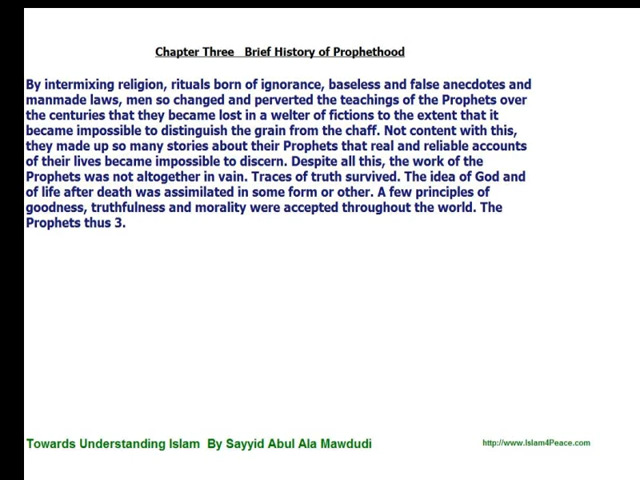 Chapter Three   Brief History of Prophethood
By intermixing religion, rituals born of ignorance, baseless and false anecdotes and
manmade laws, men so changed and perverted the teachings of the Prophets over
the centuries that they became lost in a welter of fictions to the extent that it
became impossible to distinguish the grain from the chaff. Not content with this,
they made up so many stories about their Prophets that real and reliable accounts
of their lives became impossible to discern. Despite all this, the work of the
Prophets was not altogether in vain. Traces of truth survived. The idea of God and
of life after death was assimilated in some form or other. A few principles of
goodness, truthfulness and morality were accepted throughout the world. The
Prophets thus 3.
Towards Understanding Islam  By Sayyid Abul Ala Mawdudi
http://www.Islam4Peace.com